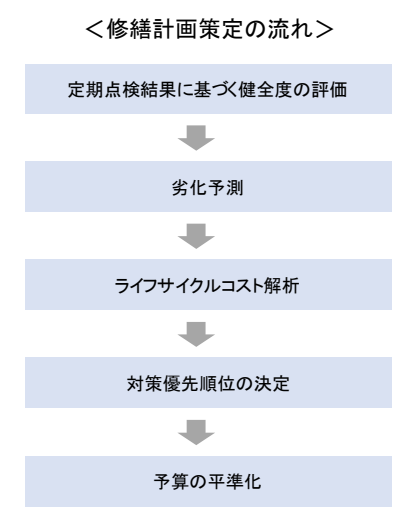 ＜修繕計画策定の流れ＞
定期点検結果に基づく健全度の評価
劣化予測
ライフサイクルコスト解析
対策優先順位の決定
予算の平準化